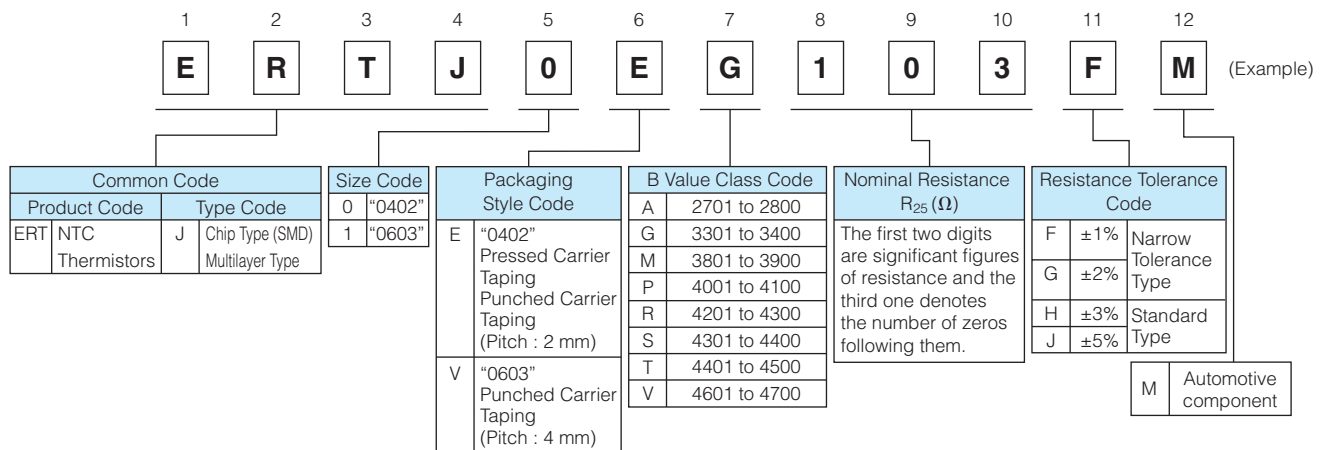 1 2 3 4 5 6 7 8 9 10 11 12
E R T J 0 E G 1 0 3 F M (Example)
Common Code
Product Code Type Code
ERT NTC Thermistors J Chip Type (SMD) Multilayer Type
Size Code
0 "0402"
1 "0603"
Packaging
Style Code
E "0402"
Pressed Carrier
Taping
Punched Carrier
Taping
(Pitch : 2 mm)
V "0603"
Punched Carrier
Taping
(Pitch : 4 mm)
B Value Class Code
A 2701 to 2800
G 3301 to 3400
M 3801 to 3900
P 4001 to 4100
R 4201 to 4300
S 4301 to 4400
T 4401 to 4500
V 4601 to 4700
Nominal Resistance
R25 (Ω)
The first two digits
are significant figures
of resistance and the
third one denotes
the number of zeros
following them.
Resistance Tolerance
Code
F ±1% Narrow Tolerance Type
G ±2%
H ±3% Standard Type
J ±5%
M Automotive
component